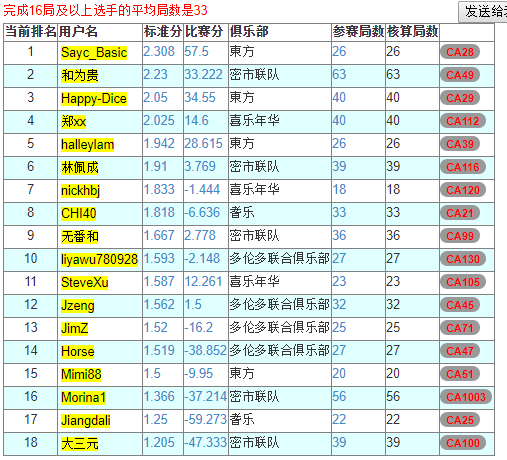 完成16局及以上选手的平均局数是33
发送给
当前排名 用户名 标准分 比赛分 俱乐部 参赛局数 核算局数
1 Sayc_Basic 2.308 57.5 東方 26 26 CA28
2 和为贵 2.23 33.222 密市联队 63 63 CA49
3 Happy-Dice 2.05 34.55 東方 40 40 CA29
4 郑xx 2.025 14.6 喜乐年华 40 40 CA112
5 halleylam 1.942 28.615 東方 26 26 CA39
6 林佩成 1.91 3.769 密市联队 39 39 CA116
7 nickhbj 1.833 -1.444 喜乐年华 18 18 CA120
8 CHI40 1.818 -6.636 耆乐 33 33 CA21
9 无番和 1.667 2.778 密市联队 36 36 CA99
10 liyawu780928 1.593 -2.148 多伦多联合俱乐部 27 27 CA130
11 SteveXu 1.587 12.261 喜乐年华 23 23 CA105
12 Jzeng 1.562 1.5 多伦多联合俱乐部 32 32 CA45
13 JimZ 1.52 -16.2 多伦多联合俱乐部 25 25 CA71
14 Horse 1.519 -38.852 多伦多联合俱乐部 27 27 CA47
15 Mimi88 1.5 -9.95 東方 20 20 CA51
16 Morina1 1.366 -37.214 密市联队 56 56 CA1003
17 Jiangdali 1.25 -59.273 耆乐 22 22 CA25
18 大三元 1.205 -47.333 密市联队 39 39 CA100